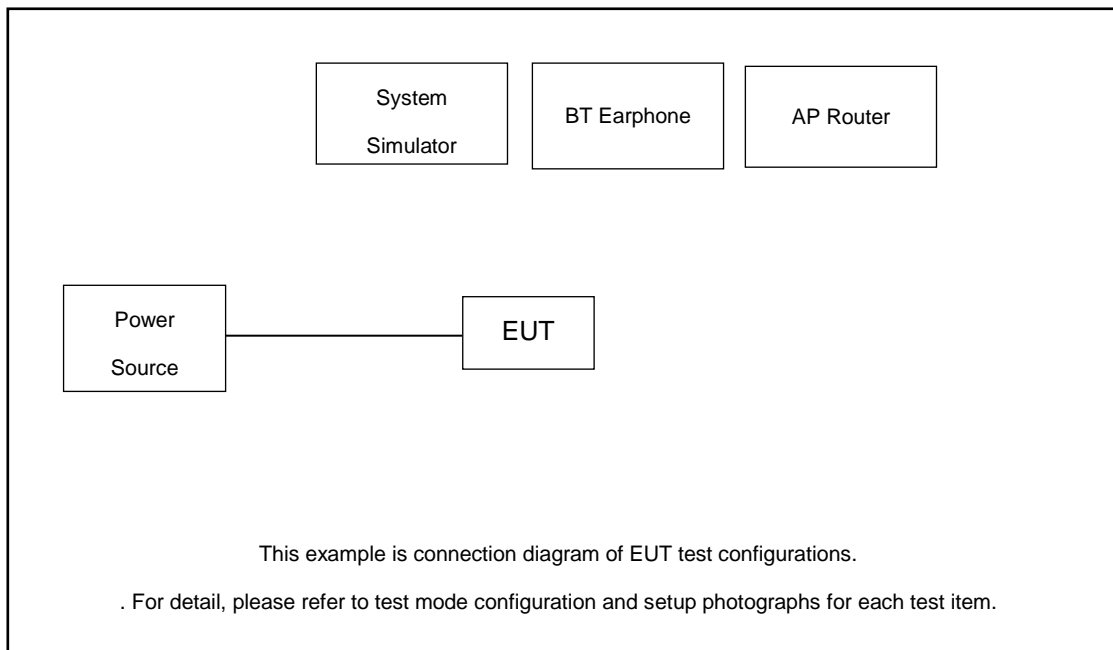 System
Simulator
BT Earphone
AP Router
Power
Source
EUT
This example is connection diagram of EUT test configurations.
. For detail, please refer to test mode configuration and setup photographs for each test item.